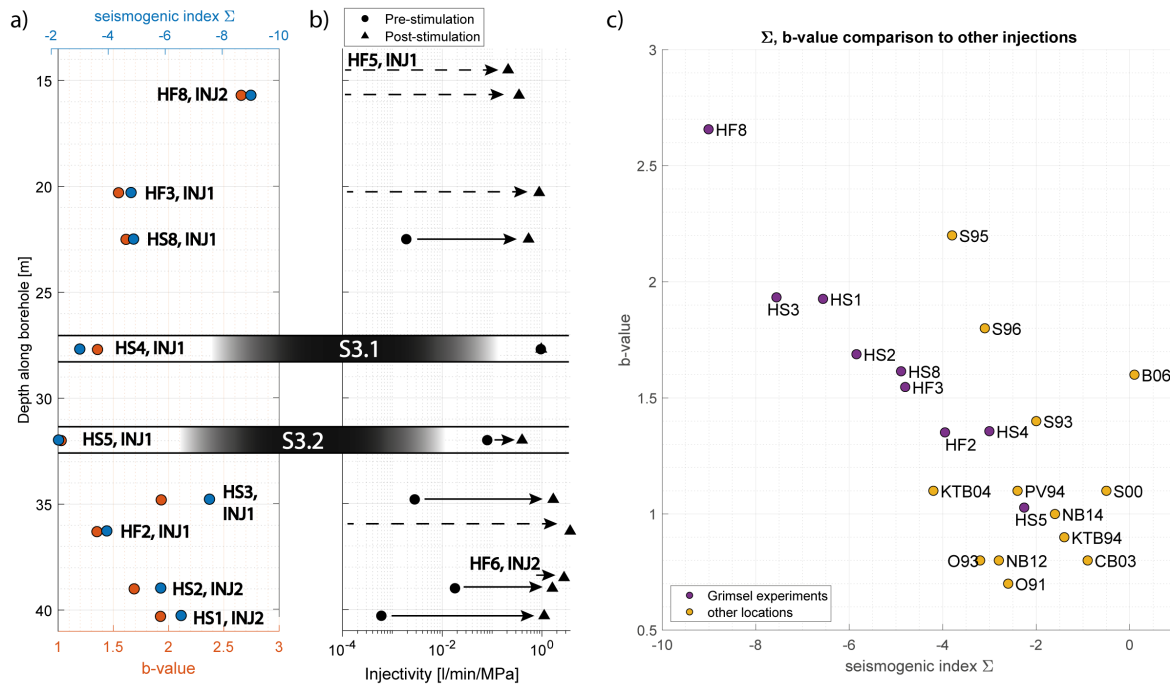 a)
seismogenic index Σ
-2 -4 -6 -8 -10
Depth along borehole [m]
15
20
25
30
35
40
HF8, INJ2
HF3, INJ1
HS8, INJ1
HS4, INJ1
S3.1
HS5, INJ1
S3.2
HS3,
INJ1
HF2, INJ1
HS2, INJ2
HS1, INJ2
1 1.5 2 2.5 3
b-value
b)
Pre-stimulation
Post-stimulation
HF5, INJ1
HF6, INJ2
10⁻⁴ 10⁻² 10⁰
Injectivity [l/min/MPa]
c)
Σ, b-value comparison to other injections
b-value
3
2.5
2
1.5
1
0.5
HF8
S95
HS3
HS1
S96
HS2
HS8
HF3
B06
S93
HF2
HS4
KTB04
PV94
S00
HS5
NB14
KTB94
O93
NB12
CB03
O91
Grimsel experiments
other locations
-10 -8 -6 -4 -2 0
seismogenic index Σ